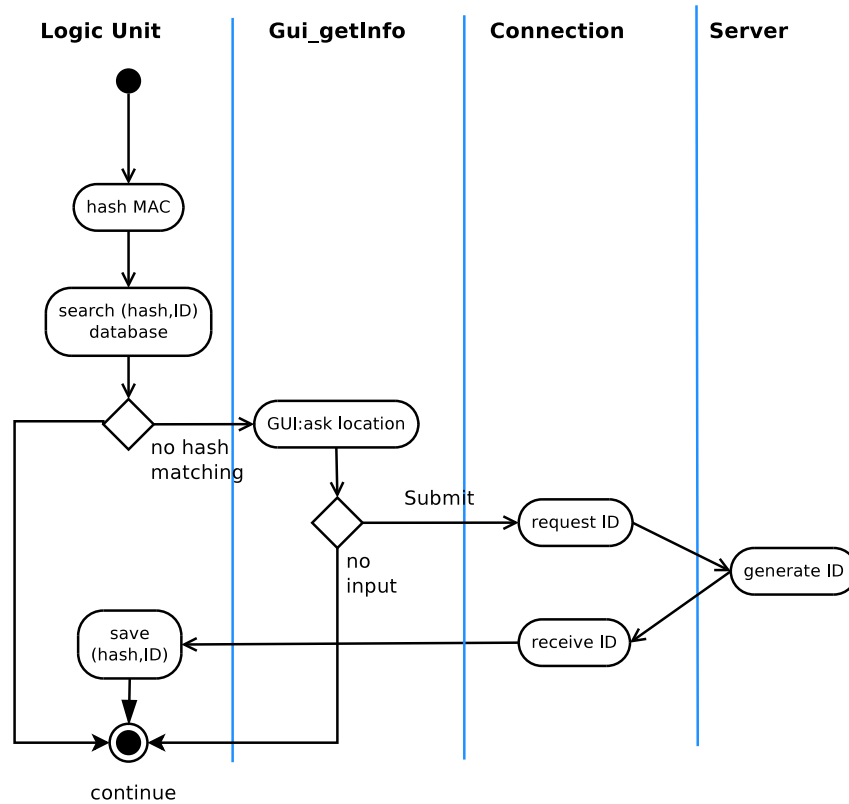 Logic Unit
Gui_getInfo
Connection
Server
hash MAC
search (hash,ID)
database
GUI:ask location
no hash
matching
Submit
request ID
no
input
generate ID
save
(hash,ID)
receive ID
continue